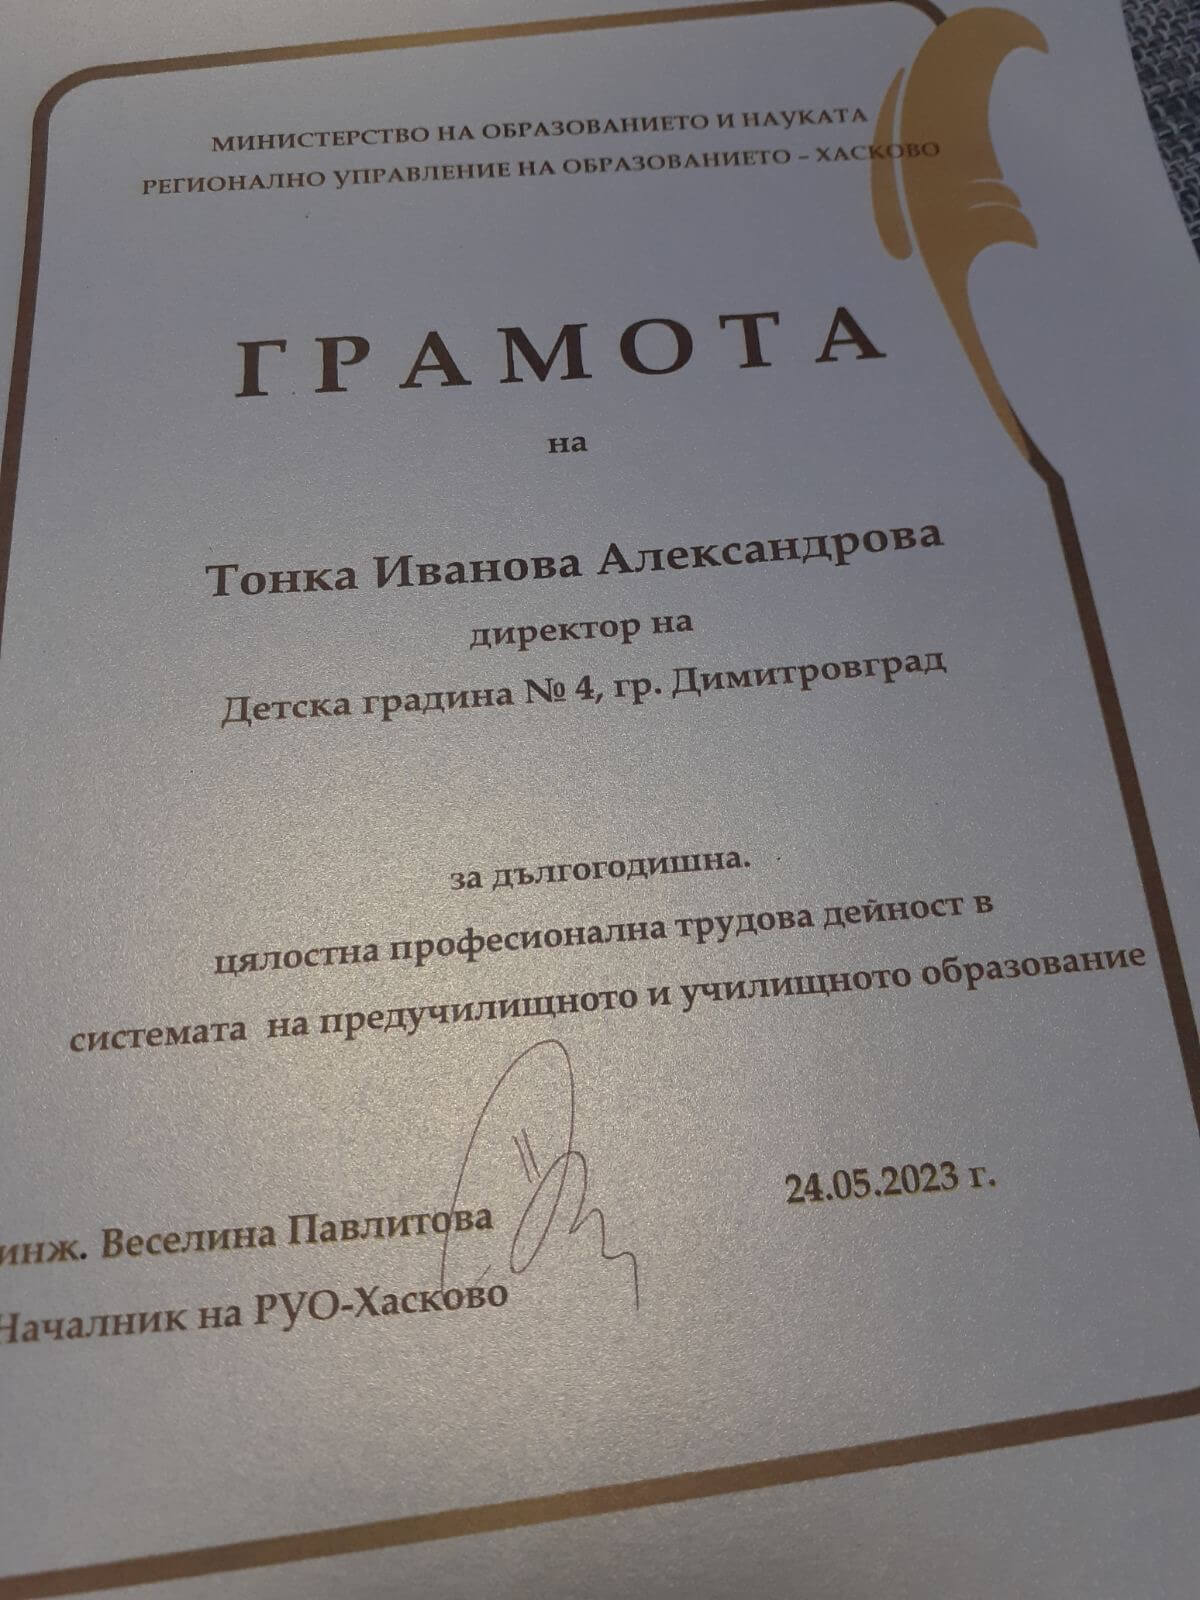 МИНИСТЕРСТВО НА ОБРАЗОВАНИЕТО И НАУКАТА
РЕГИОНАЛНО УПРАВЛЕНИЕ НА ОБРАЗОВАНИЕТО – ХАСКОВО
ГРАМОТА
на
Тонка Иванова Александрова
директор на
Детска градина № 4, гр. Димитровград
за дългогодишна.
цялостна професионална трудова дейност в
системата на предучилищното и училищното образование
24.05.2023 г.
инж. Веселина Павлитова
Началник на РУО-Хасково